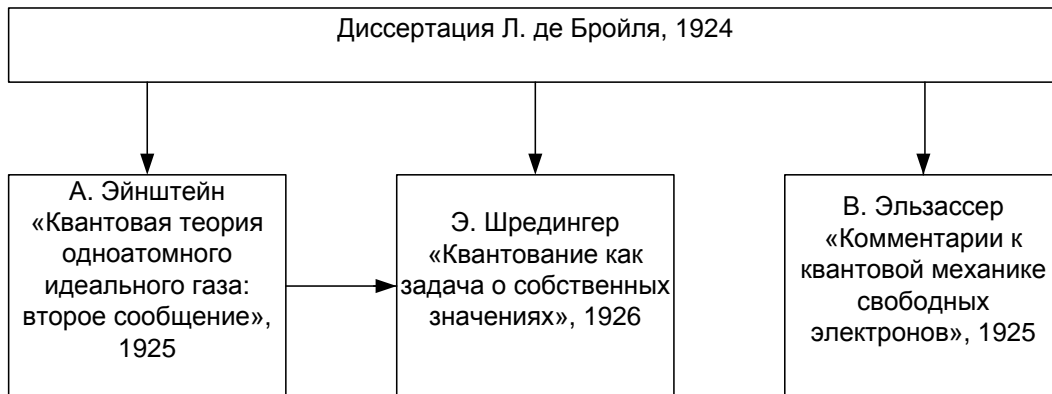 Диссертация Л. де Бройля, 1924
А. Эйнштейн
«Квантовая теория
одноатомного
идеального газа:
второе сообщение»,
1925
Э. Шредингер
«Квантование как
задача о собственных
значениях», 1926
В. Эльзассер
«Комментарии к
квантовой механике
свободных
электронов», 1925